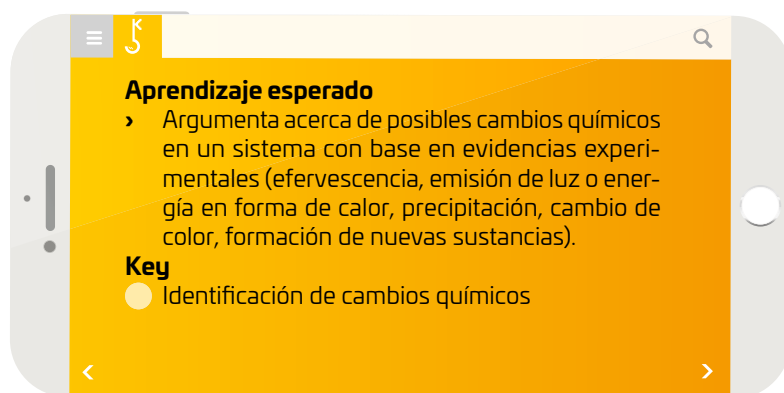 Aprendizaje esperado
› Argumenta acerca de posibles cambios químicos
en un sistema con base en evidencias experi-
mentales (efervescencia, emisión de luz o ener-
gía en forma de calor, precipitación, cambio de
color, formación de nuevas sustancias).
Key
Identificación de cambios químicos